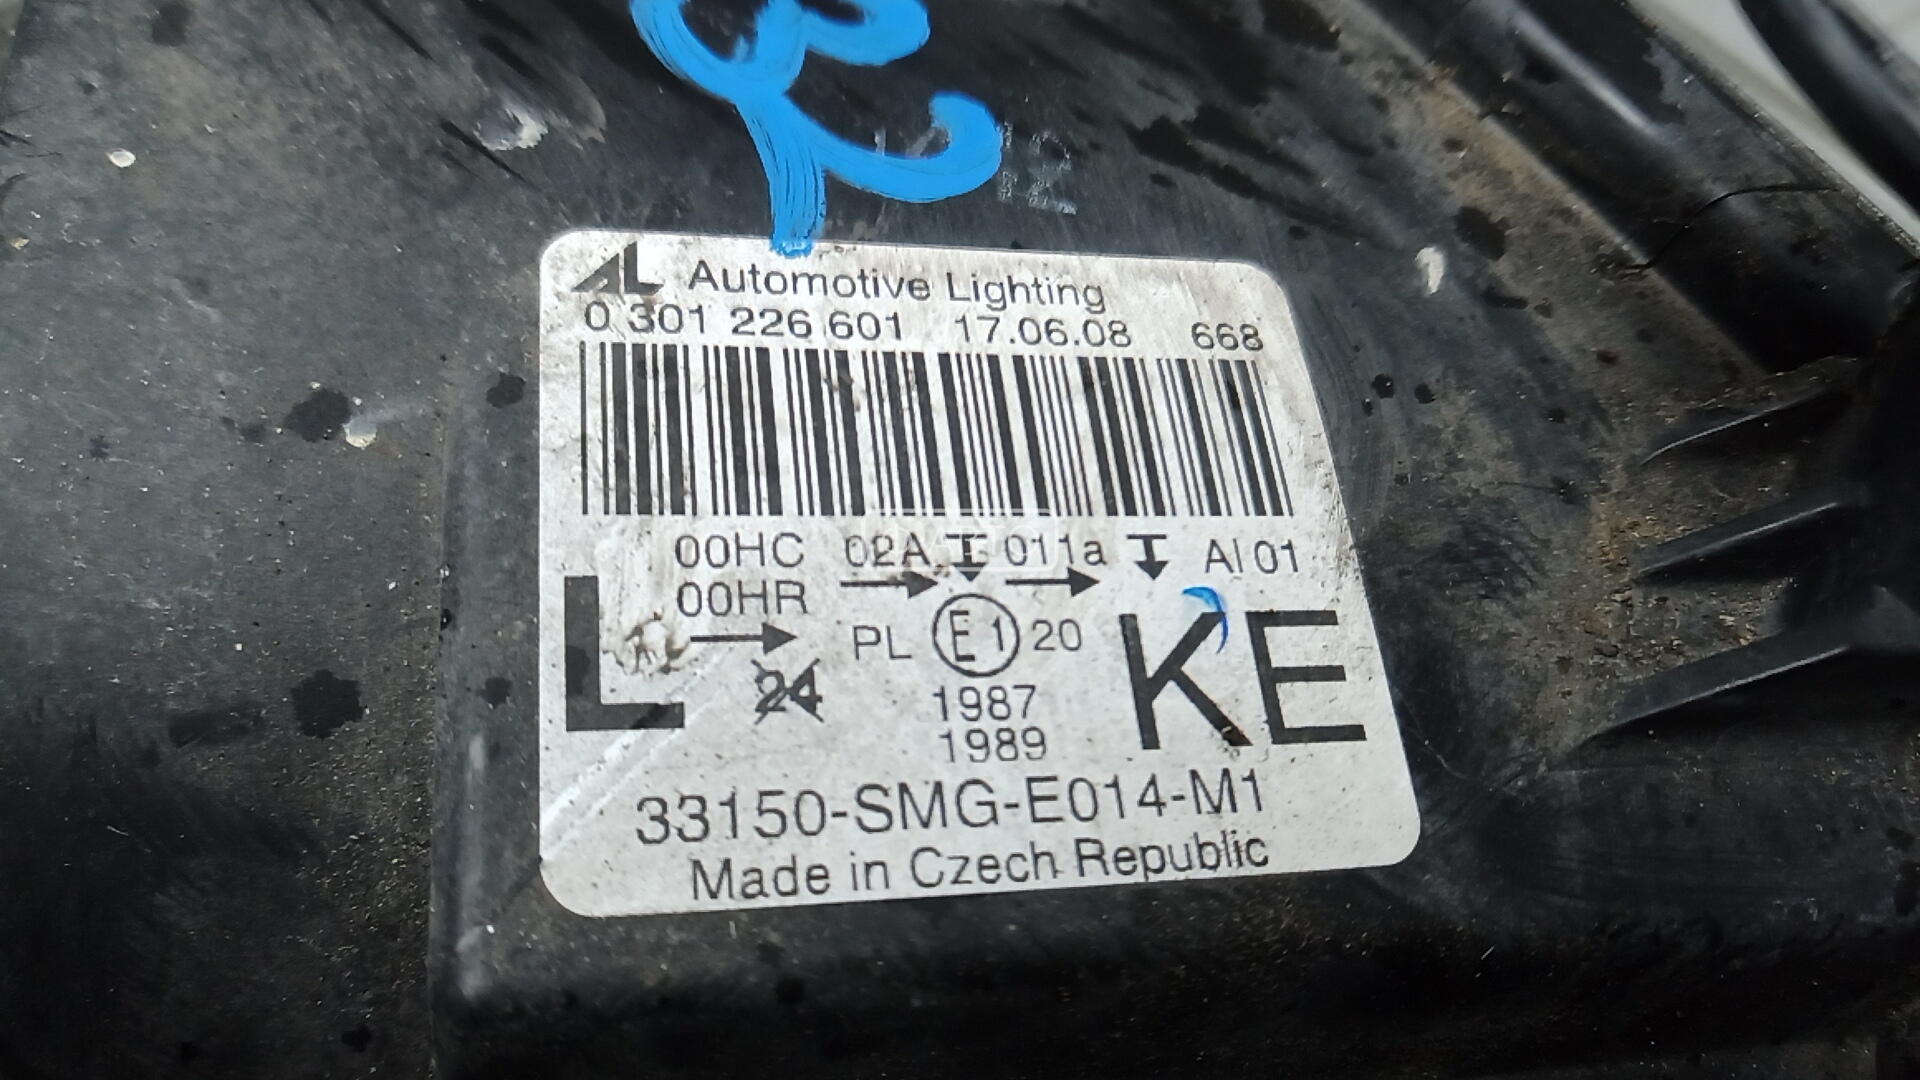 AL Automotive Lighting
0 301 226 601 17.06.08 668
00HC 02A 011a AI 01
00HR
L PL E1 20 KE
24 1987
1989
33150-SMG-E014-M1
Made in Czech Republic